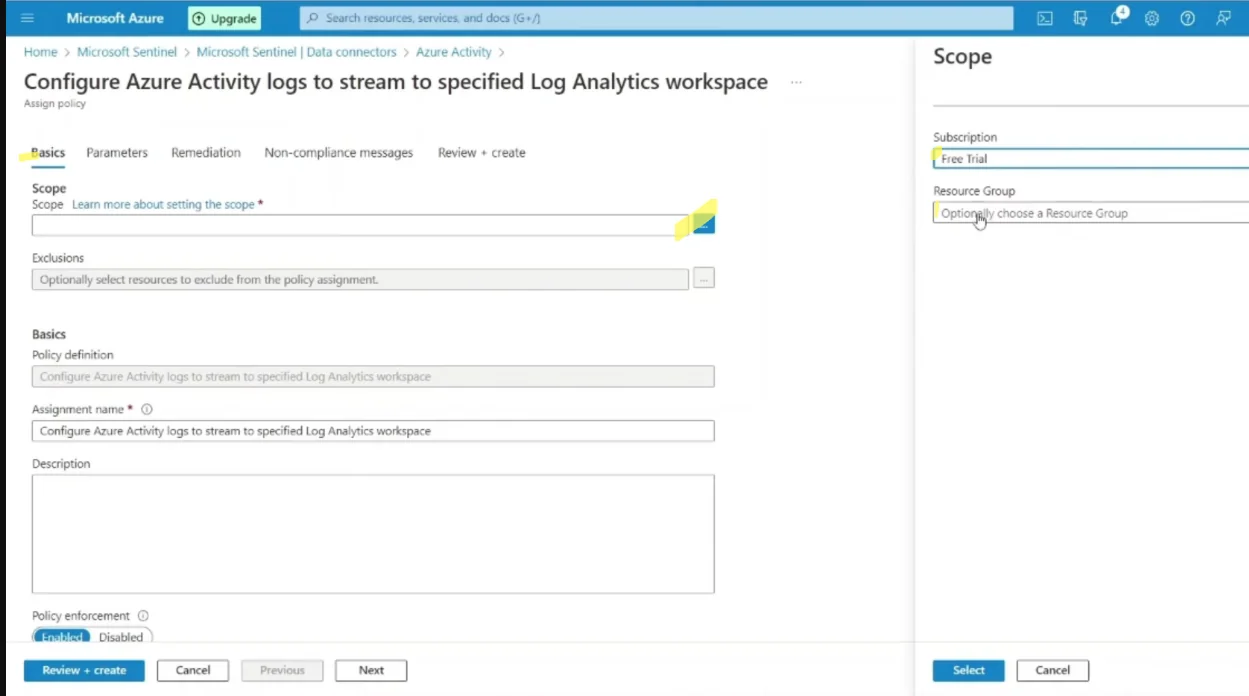 Microsoft Azure
Upgrade
Search resources, services, and docs (G+/)
4
Home > Microsoft Sentinel > Microsoft Sentinel | Data connectors > Azure Activity >
Configure Azure Activity logs to stream to specified Log Analytics workspace ...
Assign policy
Basics Parameters Remediation Non-compliance messages Review + create
Scope
Scope Learn more about setting the scope *
...
Exclusions
Optionally select resources to exclude from the policy assignment.
...
Basics
Policy definition
Configure Azure Activity logs to stream to specified Log Analytics workspace
Assignment name *
Configure Azure Activity logs to stream to specified Log Analytics workspace
Description
Policy enforcement
Enabled Disabled
Review + create Cancel Previous Next
Scope
Subscription
Free Trial
Resource Group
Optionally choose a Resource Group
Select Cancel